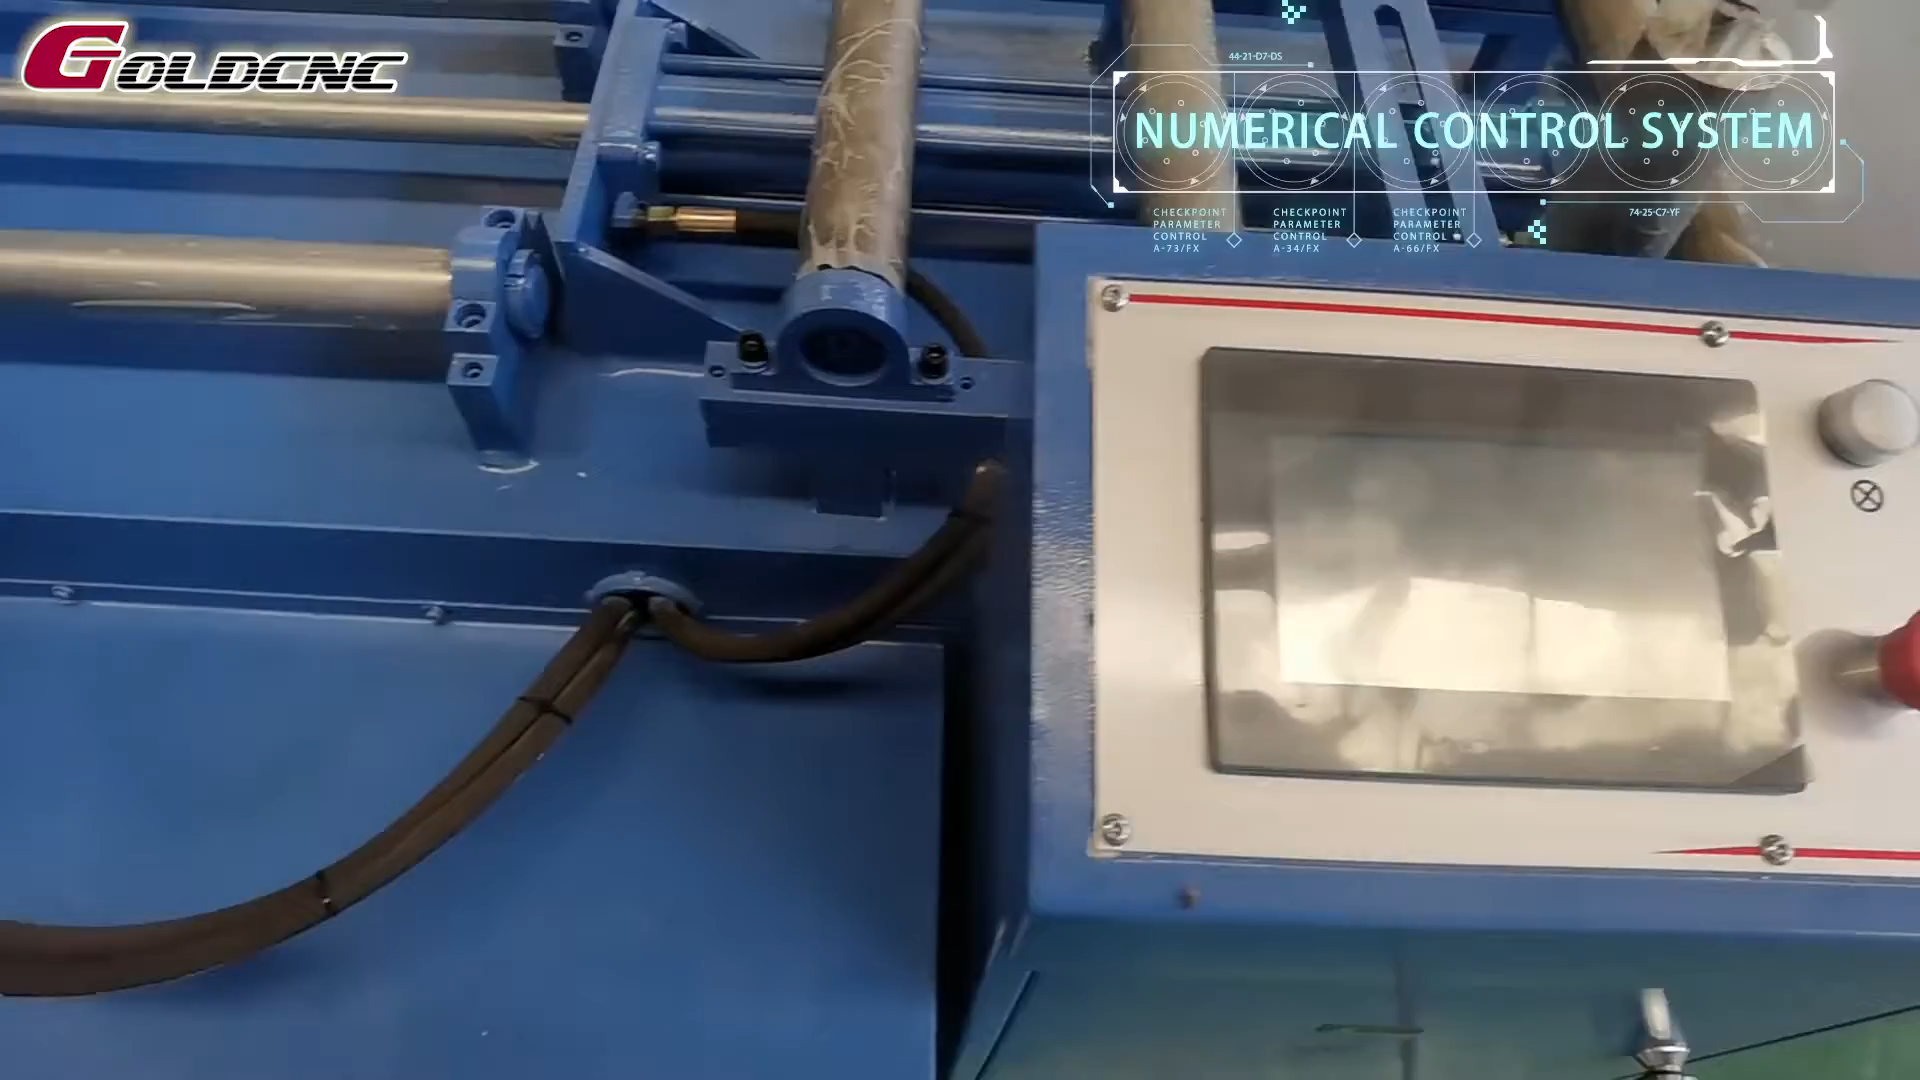 GOLDCNC
44-21-D7-DS
NUMERICAL CONTROL SYSTEM
CHECKPOINT
PARAMETER
CONTROL
A-73/FX
CHECKPOINT
PARAMETER
CONTROL
A-34/FX
CHECKPOINT
PARAMETER
CONTROL
A-66/FX
74-25-C7-YF